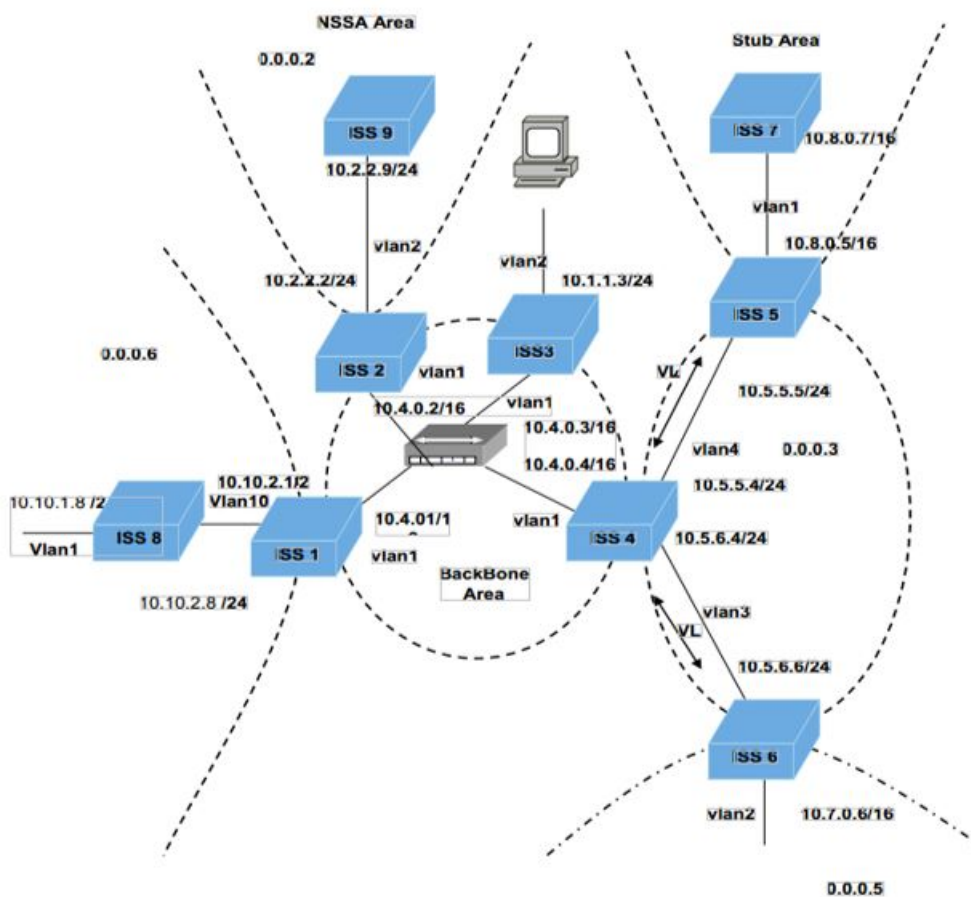 NSSA Area
0.0.0.2
Stub Area
ISS 9
ISS 7
10.8.0.7/16
10.2.2.9/24
vlan1
vlan2
vlan2
10.8.0.5/16
10.2.2.2/24
10.1.1.3/24
ISS 5
0.0.0.6
ISS 2
ISS3
vlan1
VL
10.5.5.5/24
10.4.0.2/16
vlan1
10.4.0.3/16
vlan4
0.0.0.3
10.4.0.4/16
10.10.2.1/2
10.5.5.4/24
10.10.1.8 /2
Vlan10
10.4.01/1
vlan1
ISS 8
ISS 1
ISS 4
10.5.6.4/24
Vlan1
vlan1
BackBone
Area
10.10.2.8 /24
vlan3
VL
10.5.6.6/24
ISS 6
vlan2
10.7.0.6/16
0.0.0.5